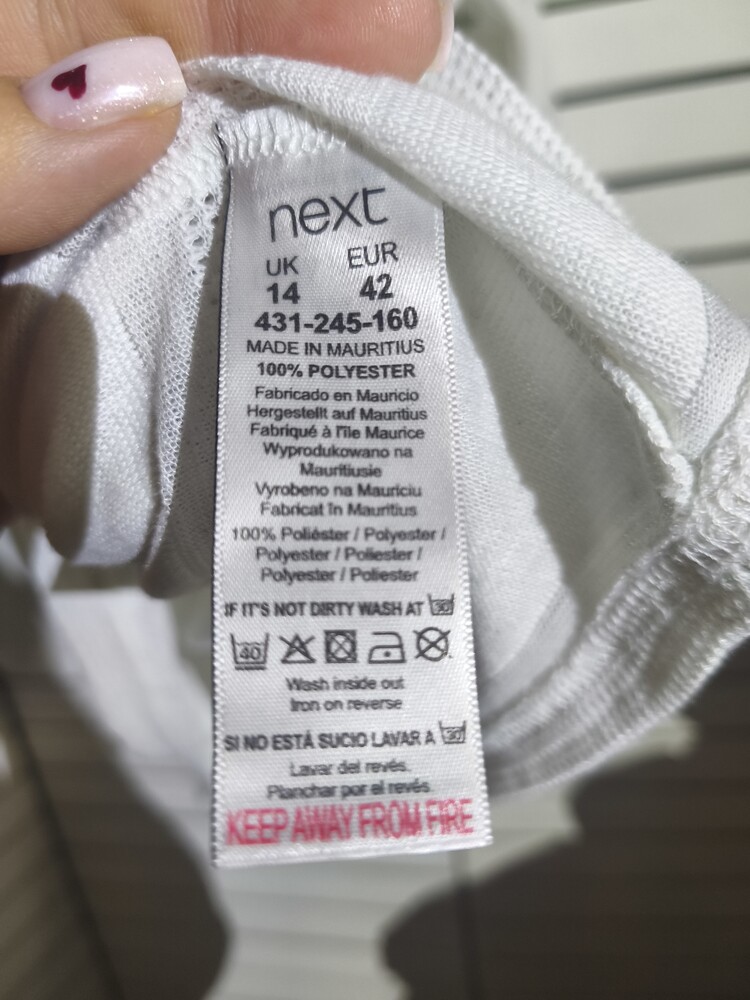 next
UK EUR
14 42
431-245-160
MADE IN MAURITIUS
100% POLYESTER
Fabricado en Mauricio
Hergestellt auf Mauritius
Fabriqué à l'île Maurice
Wyprodukowano na
Mauritiusie
Vyrobeno na Mauriciu
Fabricat în Mauritius
100% Poliéster / Polyester /
Polyester / Poliester /
Polyester / Poliester
IF IT'S NOT DIRTY WASH AT 30
40
Wash inside out
Iron on reverse
SI NO ESTÁ SUCIO LAVAR A 30
Lavar del revés.
Planchar por el revés.
KEEP AWAY FROM FIRE